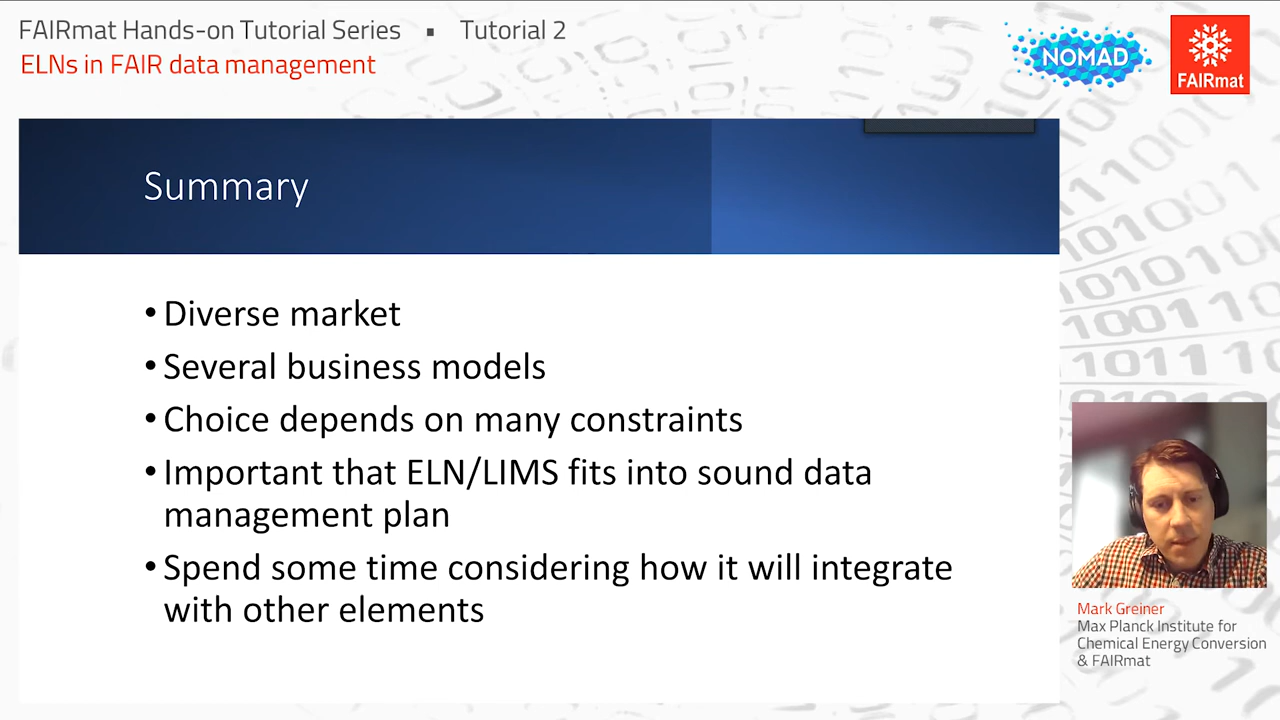 FAIRmat Hands-on Tutorial Series ▪ Tutorial 2
ELNs in FAIR data management
NOMAD
FAIRmat
Summary
• Diverse market
• Several business models
• Choice depends on many constraints
• Important that ELN/LIMS fits into sound data
management plan
• Spend some time considering how it will integrate
with other elements
Mark Greiner
Max Planck Institute for
Chemical Energy Conversion
& FAIRmat